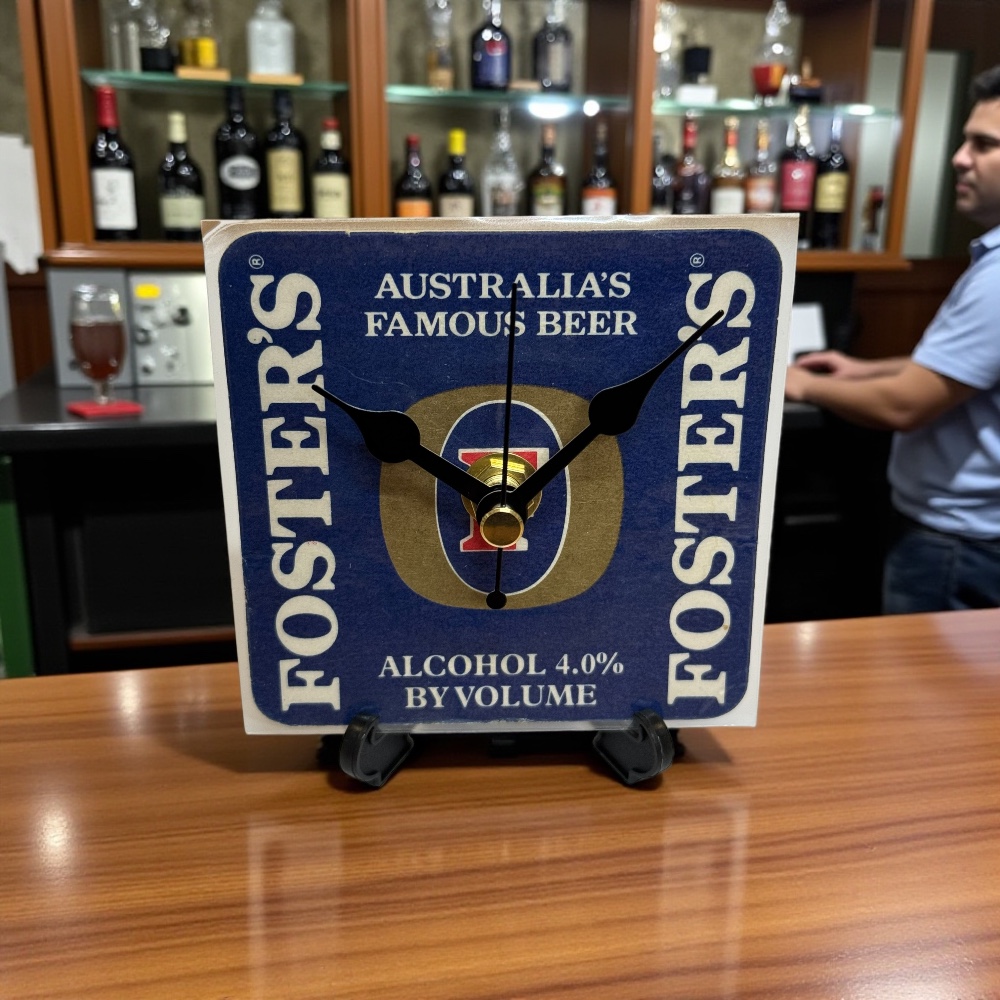 FOSTER'S®
AUSTRALIA'S
FAMOUS BEER
ALCOHOL 4.0%
BY VOLUME
FOSTER'S®